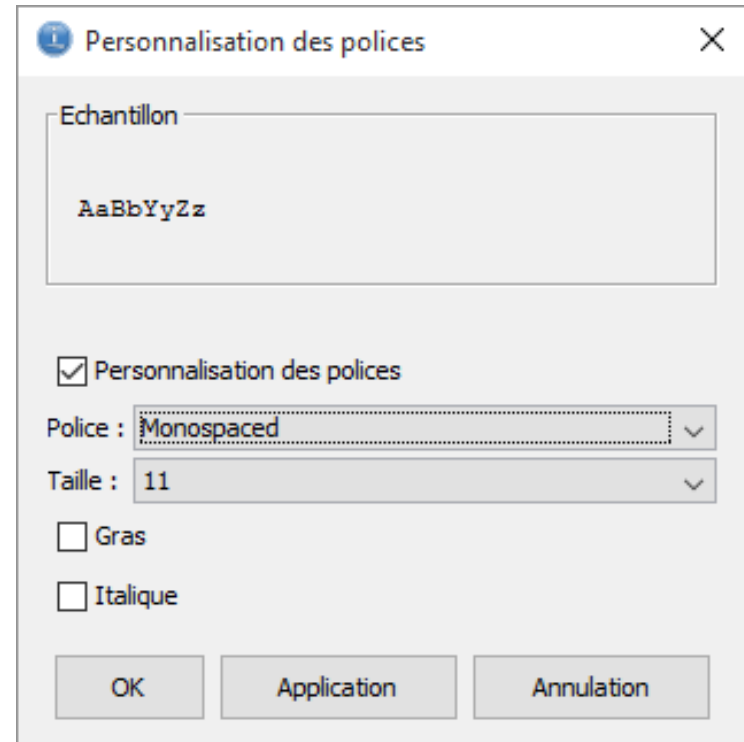 Personnalisation des polices
Echantillon
AaBbYyZz
Personnalisation des polices
Police : Monospaced
Taille : 11
Gras
Italique
OK Application Annulation